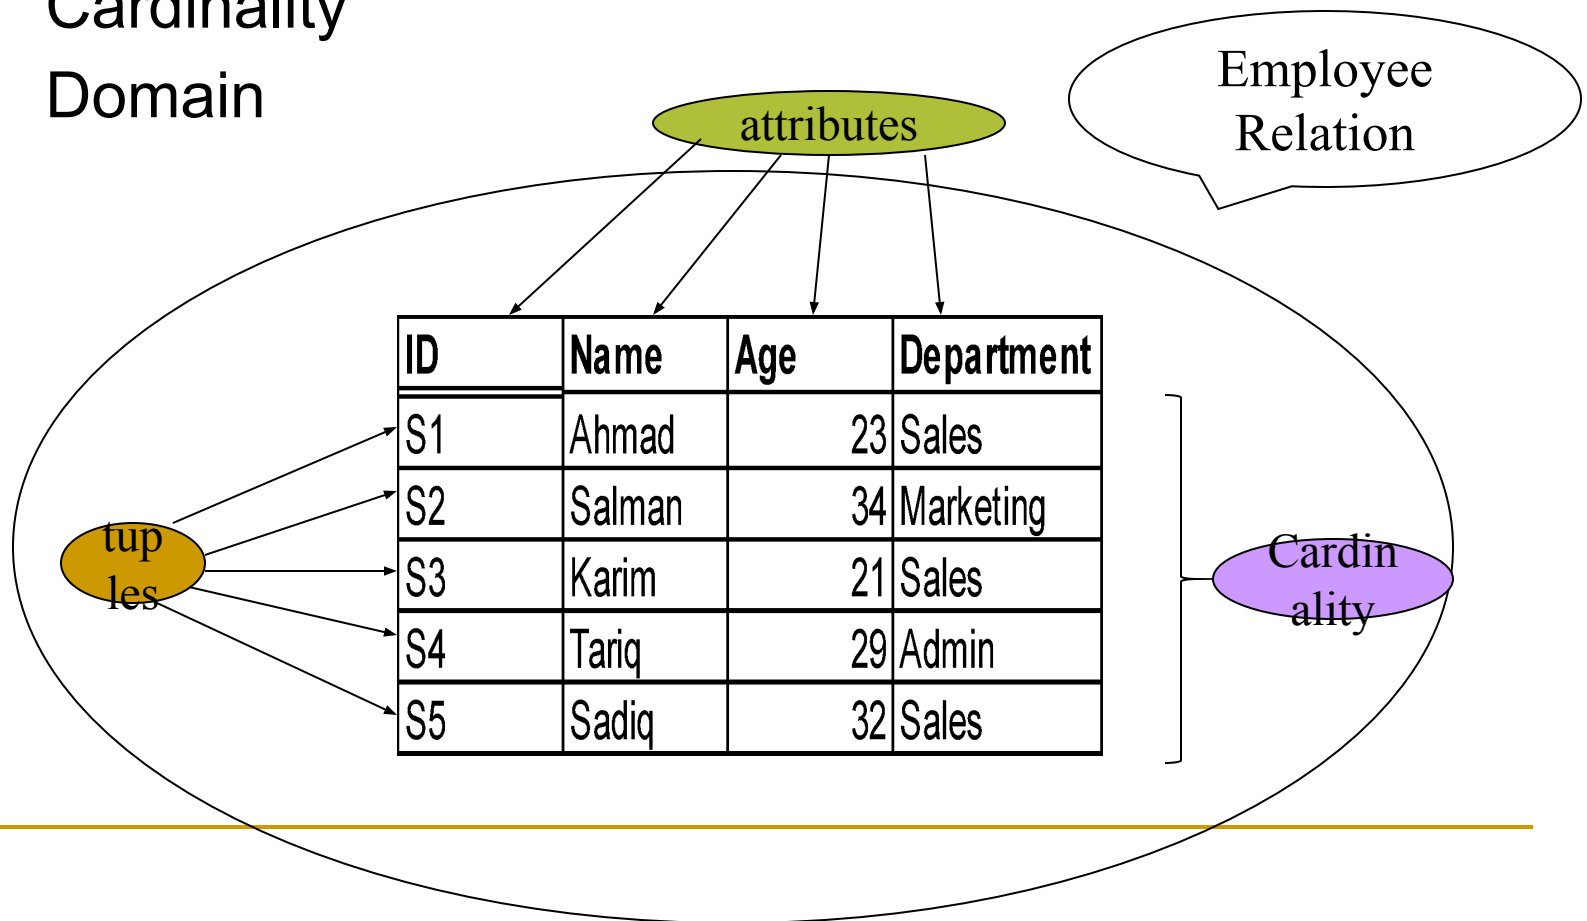 Cardinality
Domain
Employee
Relation
attributes
ID Name Age Department
S1 Ahmad 23 Sales
S2 Salman 34 Marketing
S3 Karim 21 Sales
S4 Tariq 29 Admin
S5 Sadiq 32 Sales
tup
les
Cardin
ality